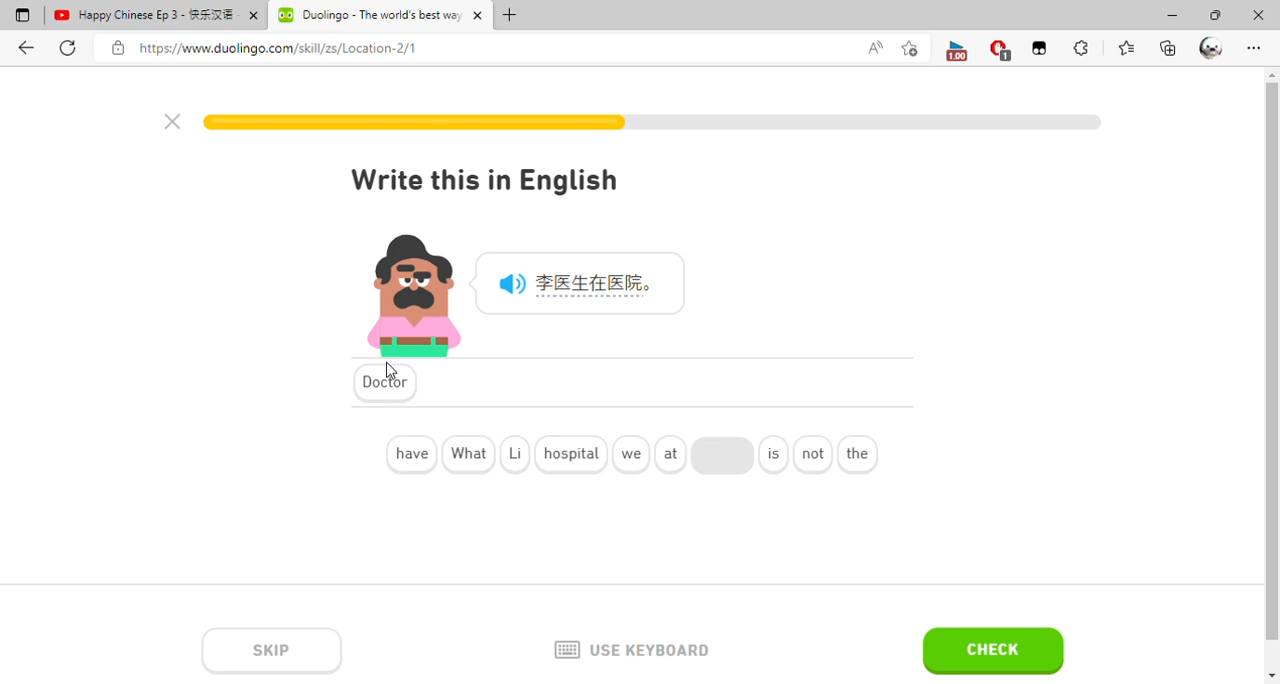 Happy Chinese Ep 3 - 快乐汉语 -
Duolingo - The world's best way
https://www.duolingo.com/skill/zs/Location-2/1
1.00
1
Write this in English
李医生在医院。
Doctor
have What Li hospital we at is not the
SKIP
USE KEYBOARD
CHECK